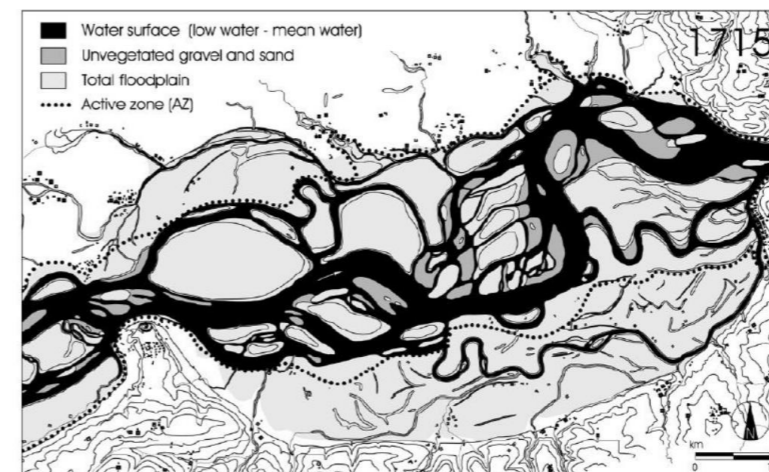 1715
Water surface (low water - mean water)
Unvegetated gravel and sand
Total floodplain
Active zone (AZ)
km
0